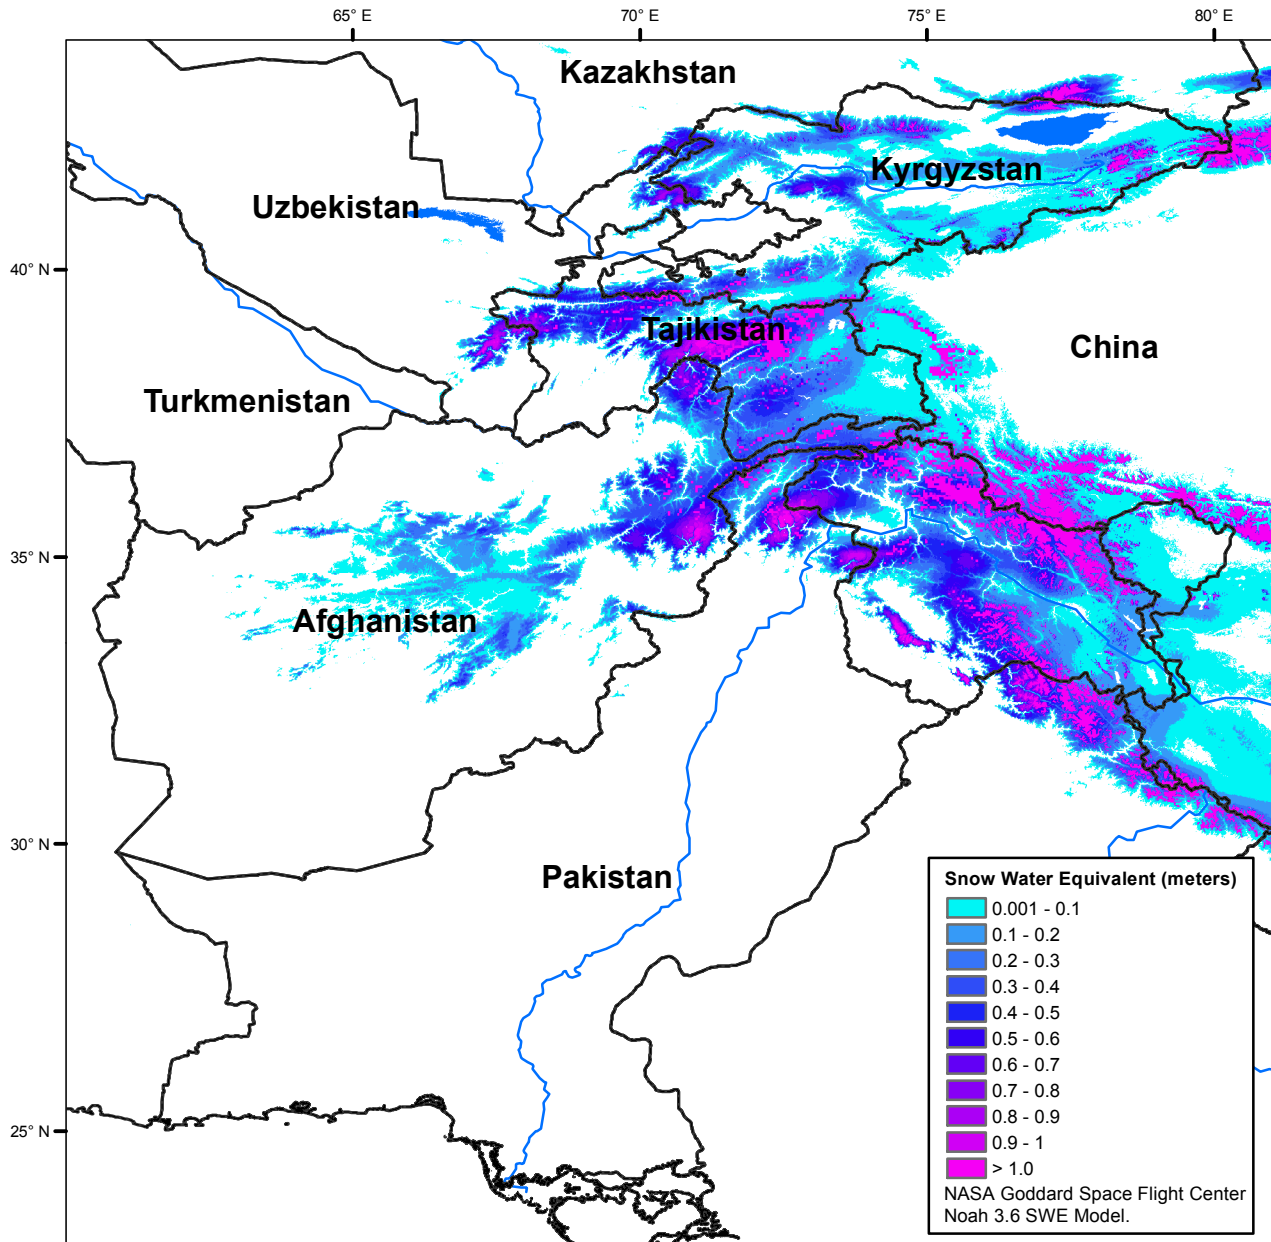 65° E
70° E
75° E
80° E
Kazakhstan
Kyrgyzstan
Uzbekistan
40° N
Tajikistan
China
Turkmenistan
35° N
Afghanistan
30° N
Pakistan
25° N
Snow Water Equivalent (meters)
0.001 - 0.1
0.1 - 0.2
0.2 - 0.3
0.3 - 0.4
0.4 - 0.5
0.5 - 0.6
0.6 - 0.7
0.7 - 0.8
0.8 - 0.9
0.9 - 1
> 1.0
NASA Goddard Space Flight Center
Noah 3.6 SWE Model.